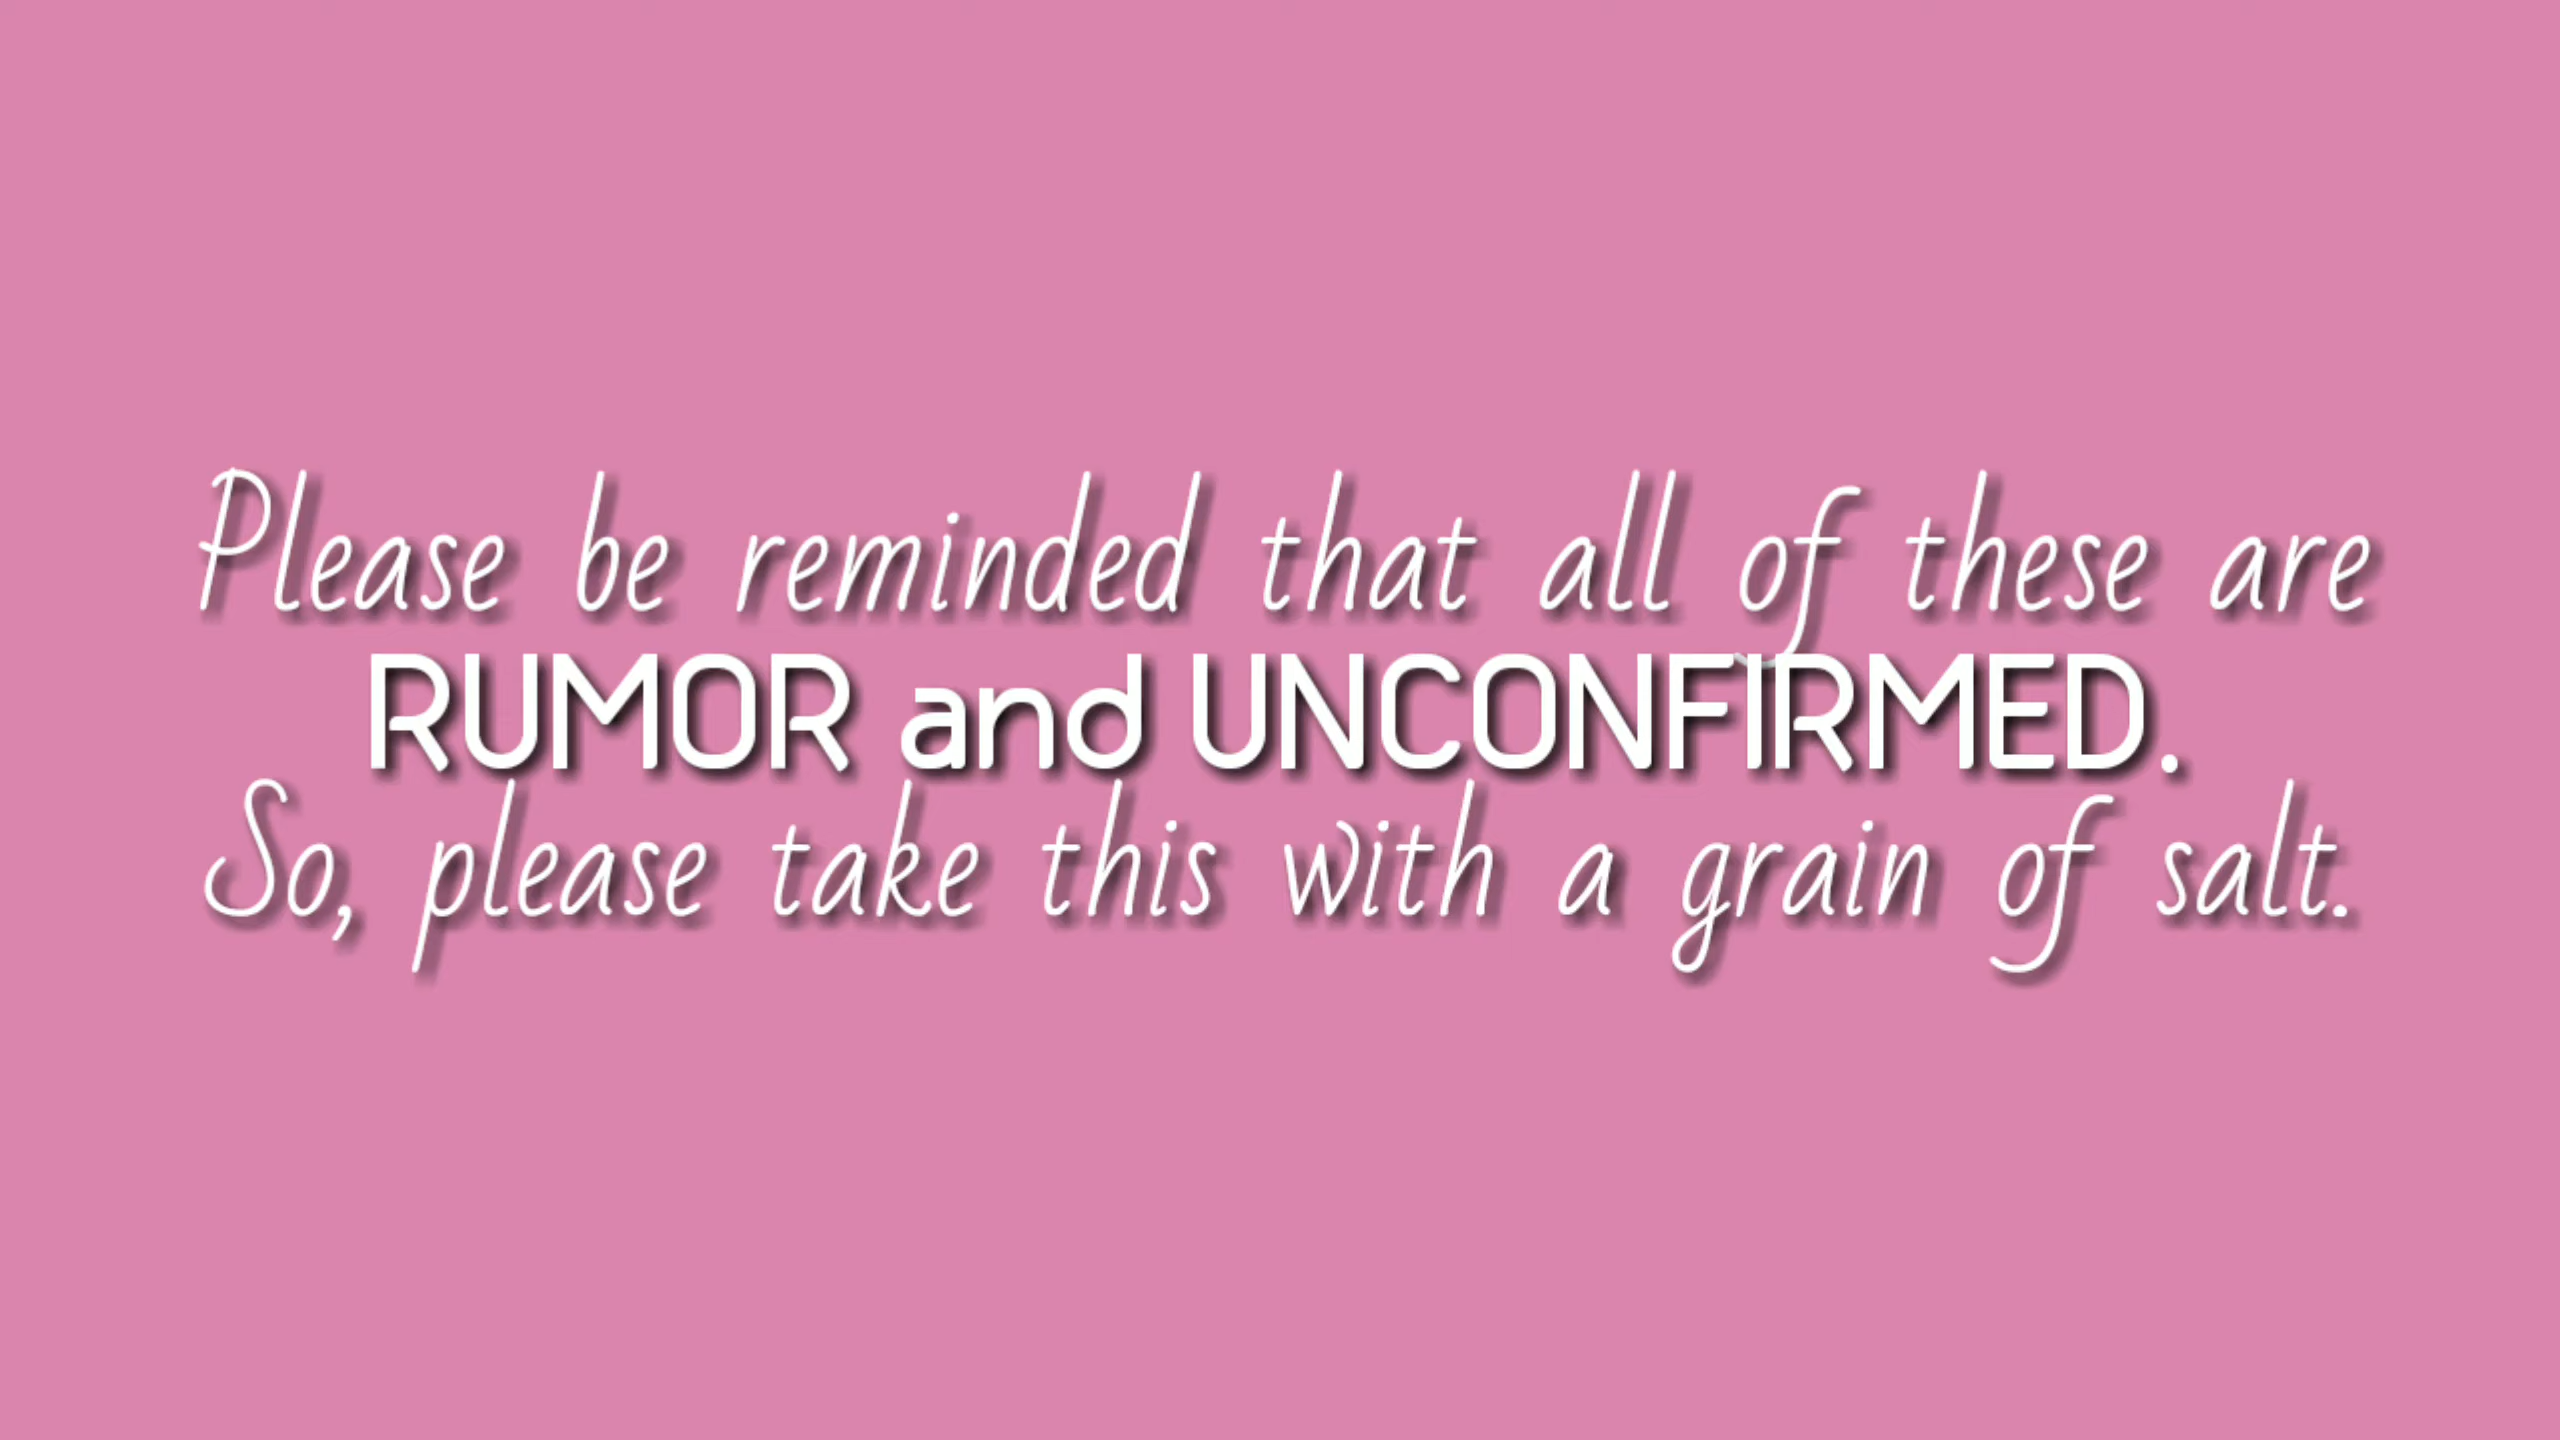 Please be reminded that all of these are
RUMOR and UNCONFIRMED.
So, please take this with a grain of salt.